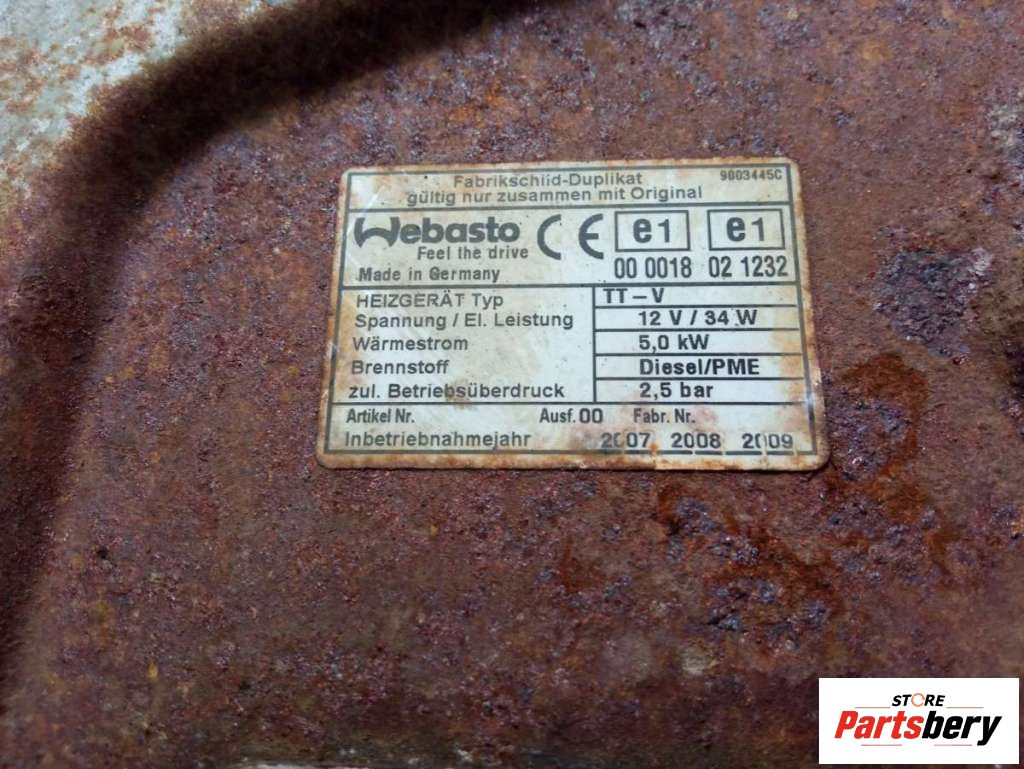 Fabrikschild-Duplikat 9003445C
gültig nur zusammen mit Original
Webasto CE e1 e1
Feel the drive
Made in Germany 00 0018 02 1232
HEIZGERÄT Typ TT-V
Spannung / El. Leistung 12 V / 34 W
Wärmestrom 5,0 kW
Brennstoff Diesel/PME
zul. Betriebsüberdruck 2,5 bar
Artikel Nr. Ausf. 00 Fabr. Nr.
Inbetriebnahmejahr 2007 2008 2009
STORE
Partsbery